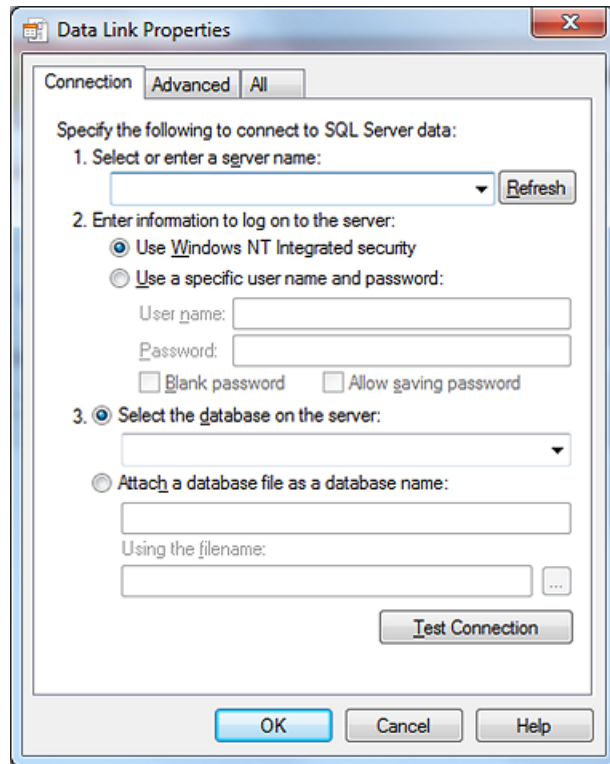 Data Link Properties
Connection Advanced All
Specify the following to connect to SQL Server data:
1. Select or enter a server name:
Refresh
2. Enter information to log on to the server:
Use Windows NT Integrated security
Use a specific user name and password:
User name:
Password:
Blank password Allow saving password
3. Select the database on the server:
Attach a database file as a database name:
Using the filename:
...
Test Connection
OK Cancel Help